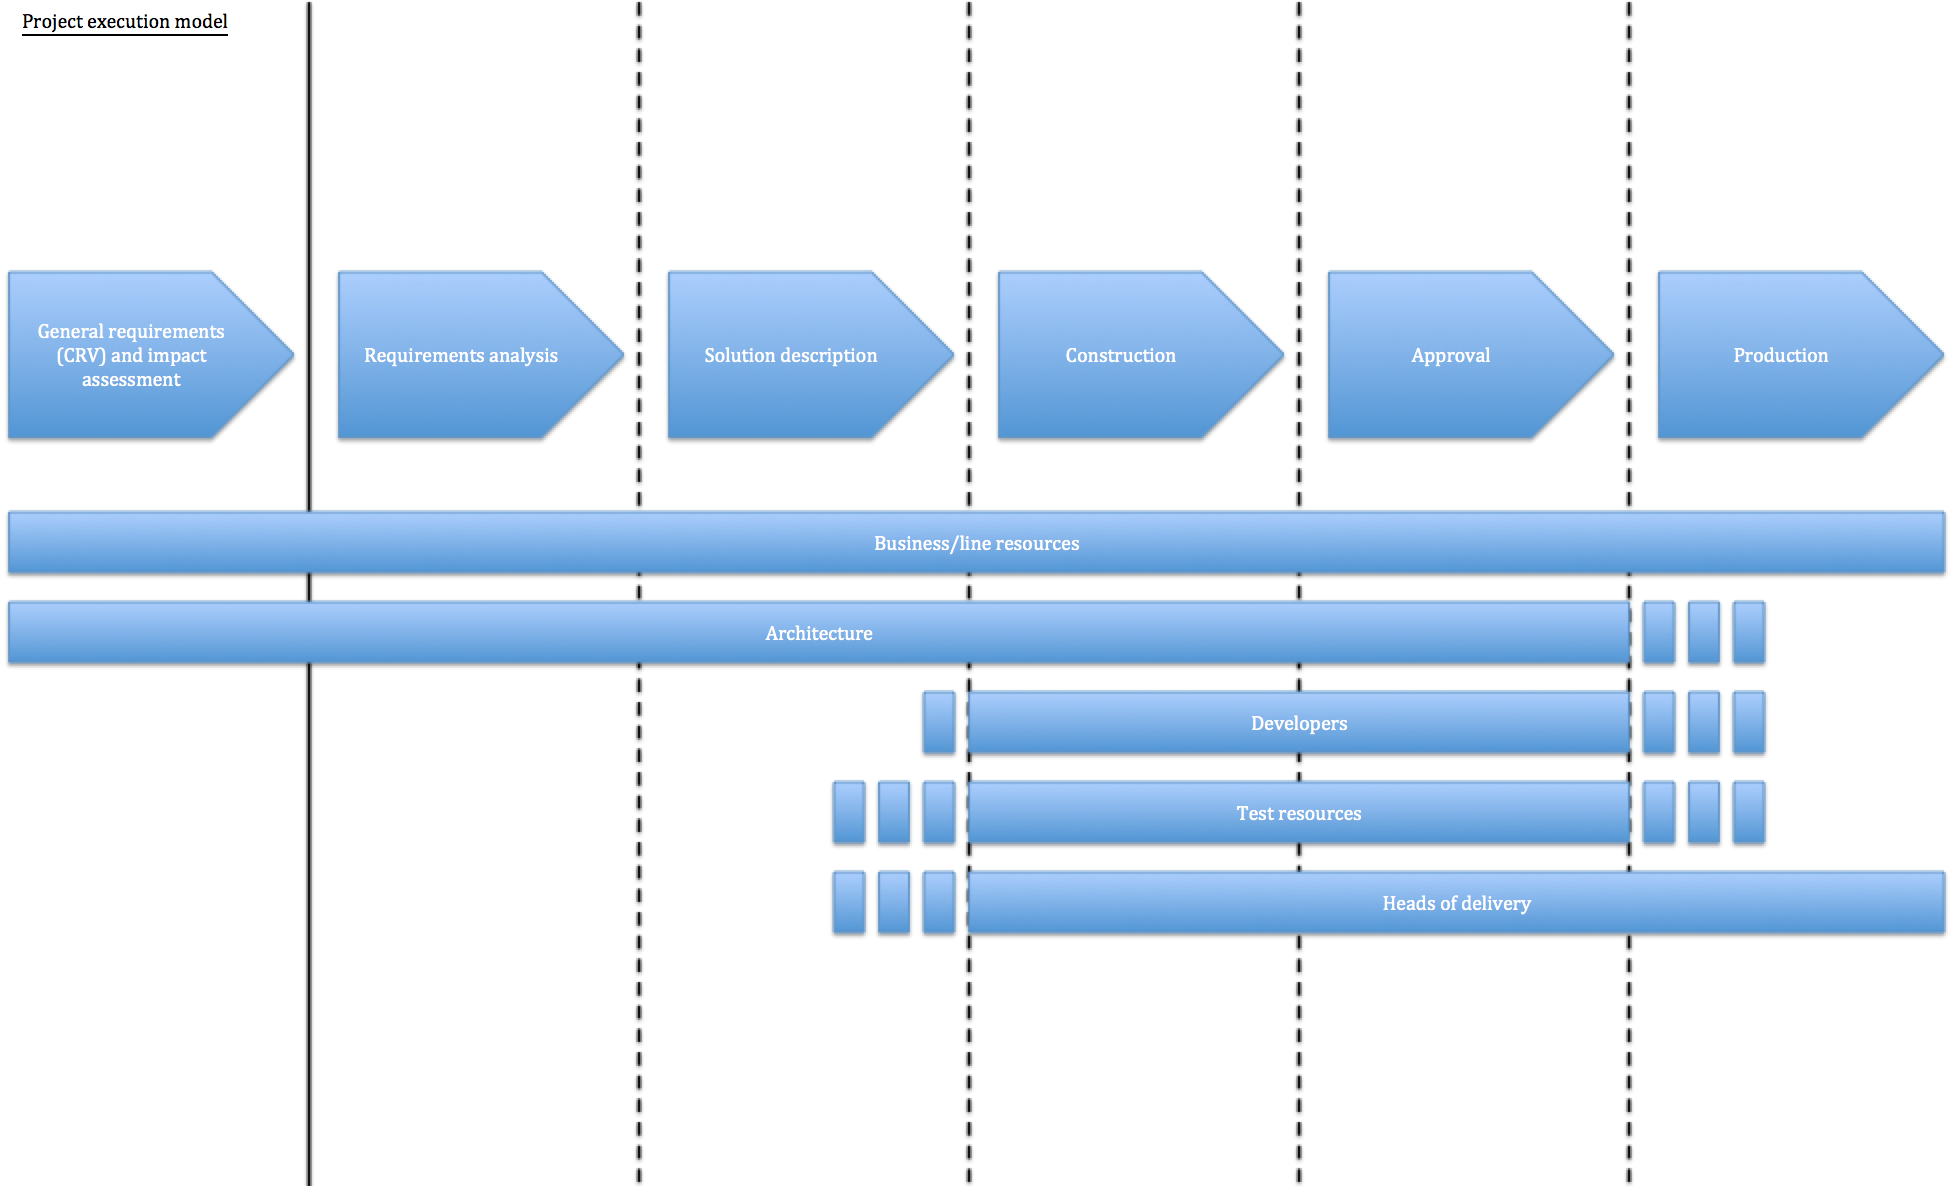 Project execution model
General requirements
(CRV) and impact
assessment
Requirements analysis
Solution description
Construction
Approval
Production
Business/line resources
Architecture
Developers
Test resources
Heads of delivery